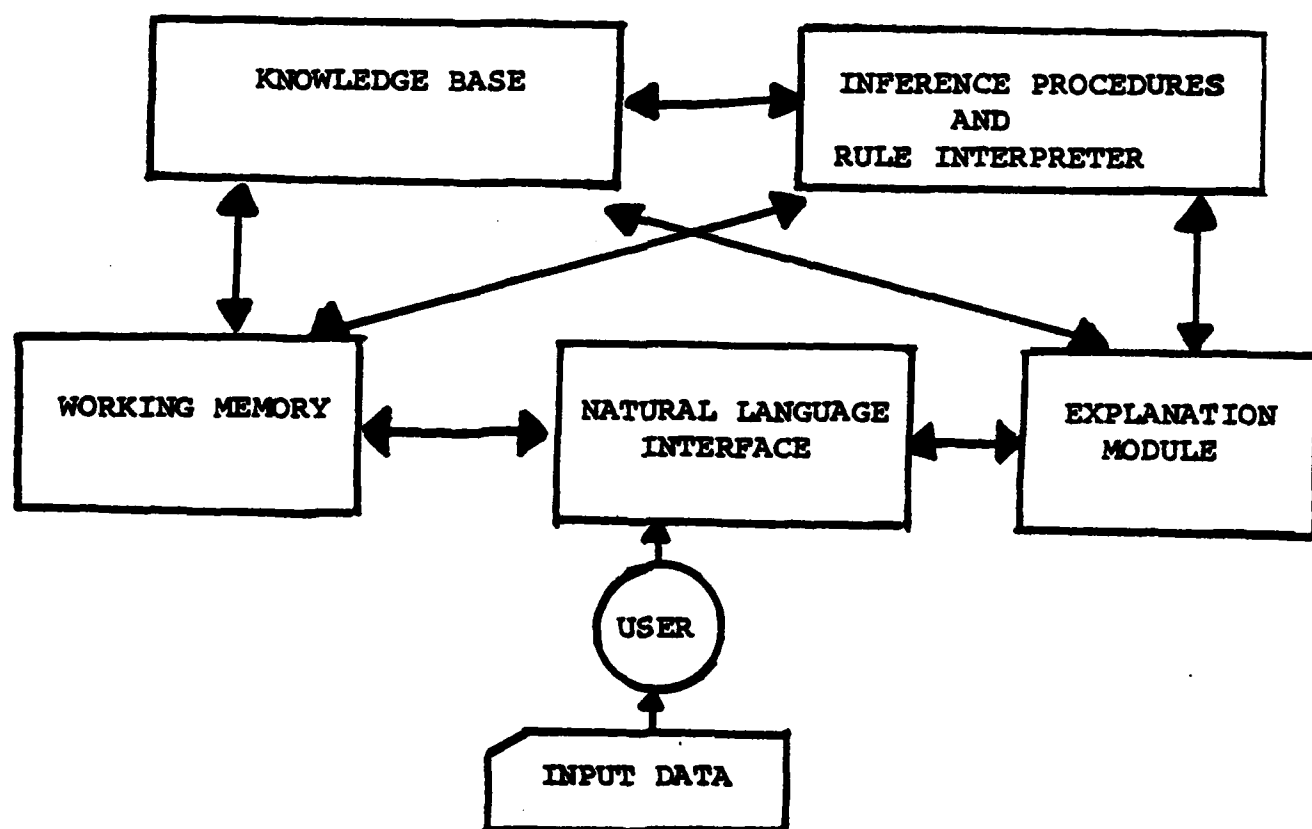 KNOWLEDGE BASE
INFERENCE PROCEDURES
AND
RULE INTERPRETER
WORKING MEMORY
NATURAL LANGUAGE
INTERFACE
EXPLANATION
MODULE
USER
INPUT DATA